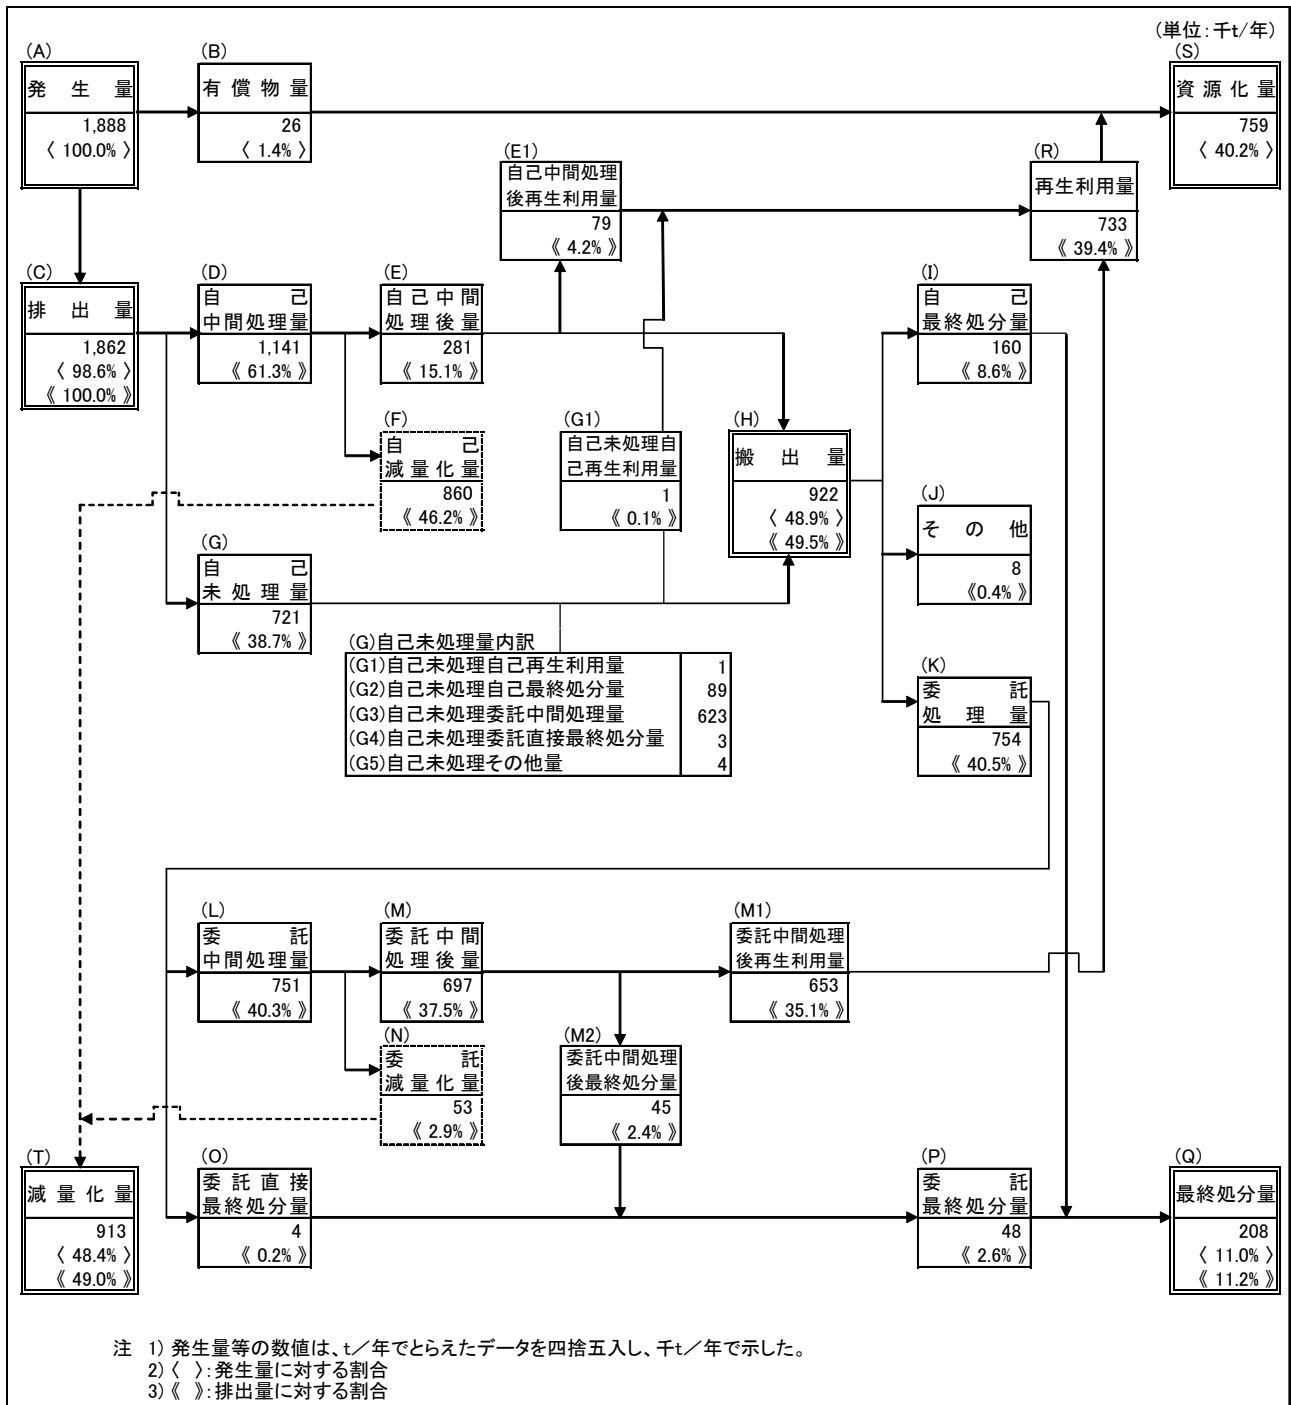 (単位:千t/年)
(A)
発生量
1,888
〈 100.0% 〉
(B)
有償物量
26
〈 1.4% 〉
(S)
資源化量
759
〈 40.2% 〉
(E1)
自己中間処理
後再生利用量
79
《 4.2% 》
(R)
再生利用量
733
《 39.4% 》
(C)
排出量
1,862
〈 98.6% 〉
《 100.0% 》
(D)
自己
中間処理量
1,141
《 61.3% 》
(E)
自己中間
処理後量
281
《 15.1% 》
(I)
自己
最終処分量
160
《 8.6% 》
(F)
自己
減量化量
860
《 46.2% 》
(G1)
自己未処理自
己再生利用量
1
《 0.1% 》
(H)
搬出量
922
〈 48.9% 〉
《 49.5% 》
(J)
その他
8
《0.4% 》
(G)
自己
未処理量
721
《 38.7% 》
(G)自己未処理量内訳
(G1)自己未処理自己再生利用量 1
(G2)自己未処理自己最終処分量 89
(G3)自己未処理委託中間処理量 623
(G4)自己未処理委託直接最終処分量 3
(G5)自己未処理その他量 4
(K)
委託
処理量
754
《 40.5% 》
(L)
委託
中間処理量
751
《 40.3% 》
(M)
委託中間
処理後量
697
《 37.5% 》
(M1)
委託中間処理
後再生利用量
653
《 35.1% 》
(N)
委託
減量化量
53
《 2.9% 》
(M2)
委託中間処理
後最終処分量
45
《 2.4% 》
(T)
減量化量
913
〈 48.4% 〉
《 49.0% 》
(O)
委託直接
最終処分量
4
《 0.2% 》
(P)
委託
最終処分量
48
《 2.6% 》
(Q)
最終処分量
208
〈 11.0% 〉
《 11.2% 》
注 1) 発生量等の数値は、t/年でとらえたデータを四捨五入し、千t/年で示した。
2)〈 〉:発生量に対する割合
3)《 》:排出量に対する割合